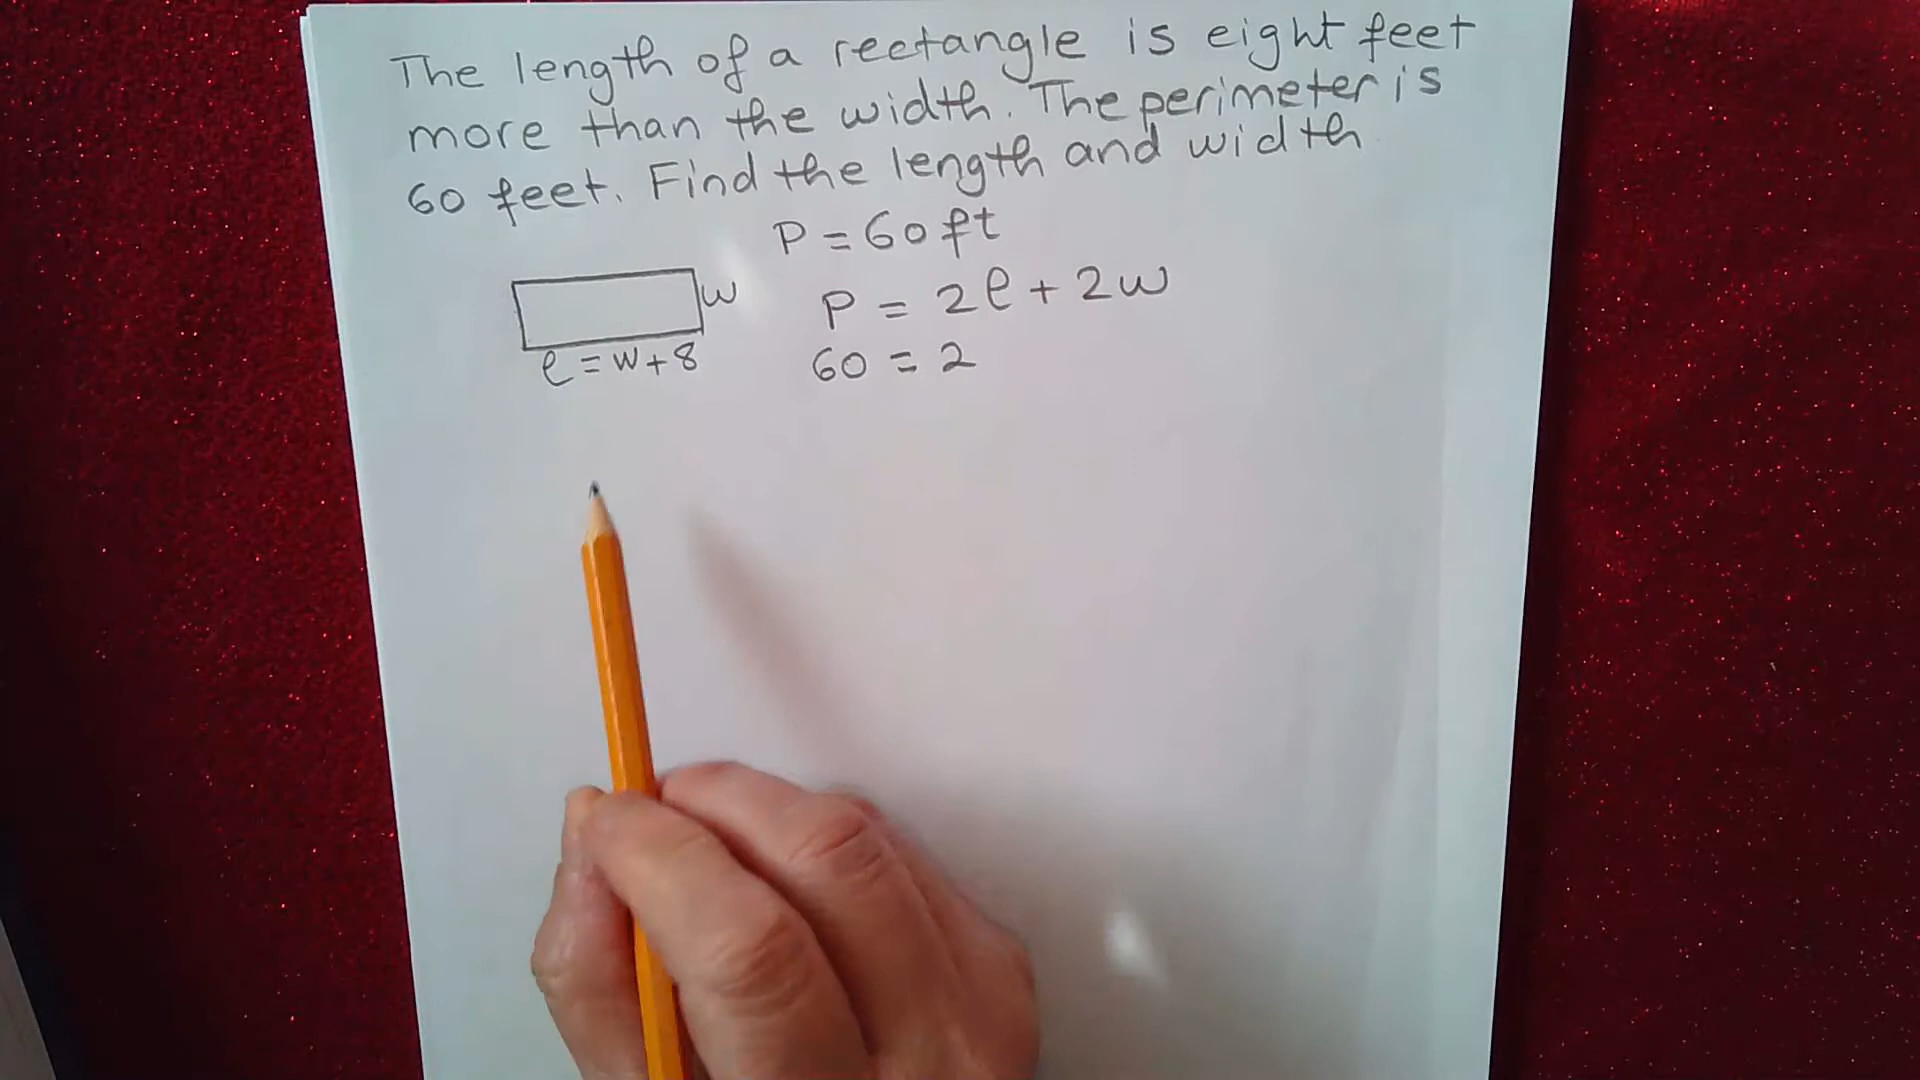 The length of a rectangle is eight feet
more than the width. The perimeter is
60 feet. Find the length and width
P = 60 ft
w
P = 2l + 2w
l = w + 8
60 = 2